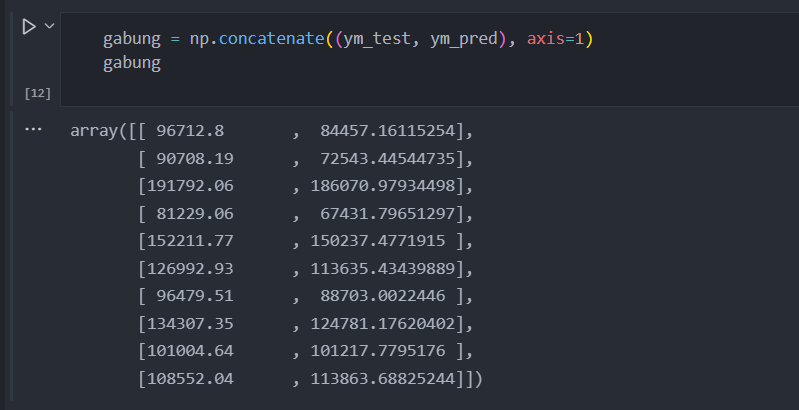 gabung = np.concatenate((ym_test, ym_pred), axis=1)
gabung
[12]
... array([[ 96712.8       ,  84457.16115254],
       [ 90708.19      ,  72543.44544735],
       [191792.06      , 186070.97934498],
       [ 81229.06      ,  67431.79651297],
       [152211.77      , 150237.4771915 ],
       [126992.93      , 113635.43439889],
       [ 96479.51      ,  88703.0022446 ],
       [134307.35      , 124781.17620402],
       [101004.64      , 101217.7795176 ],
       [108552.04      , 113863.68825244]])